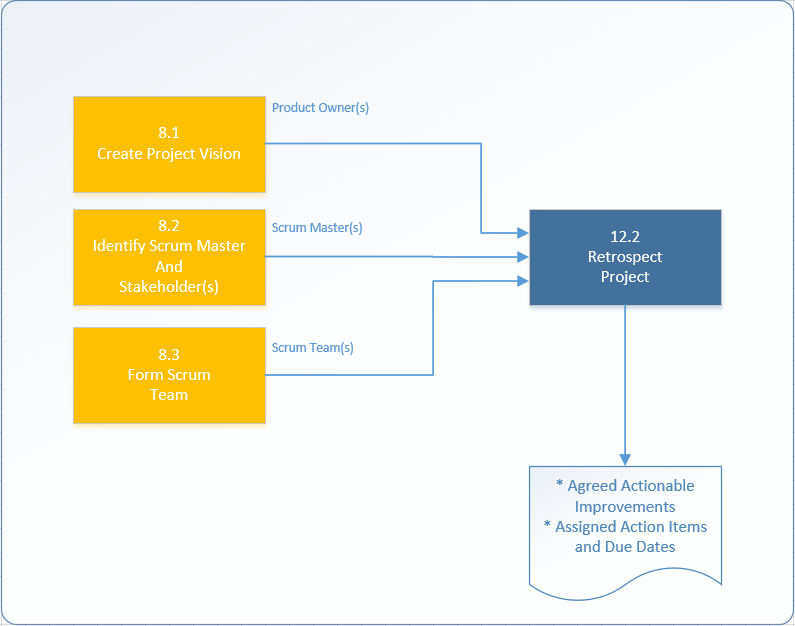 Product Owner(s)
8.1
Create Project Vision
8.2
Identify Scrum Master
And
Stakeholder(s)
Scrum Master(s)
12.2
Retrospect
Project
8.3
Form Scrum
Team
Scrum Team(s)
* Agreed Actionable
Improvements
* Assigned Action Items
and Due Dates